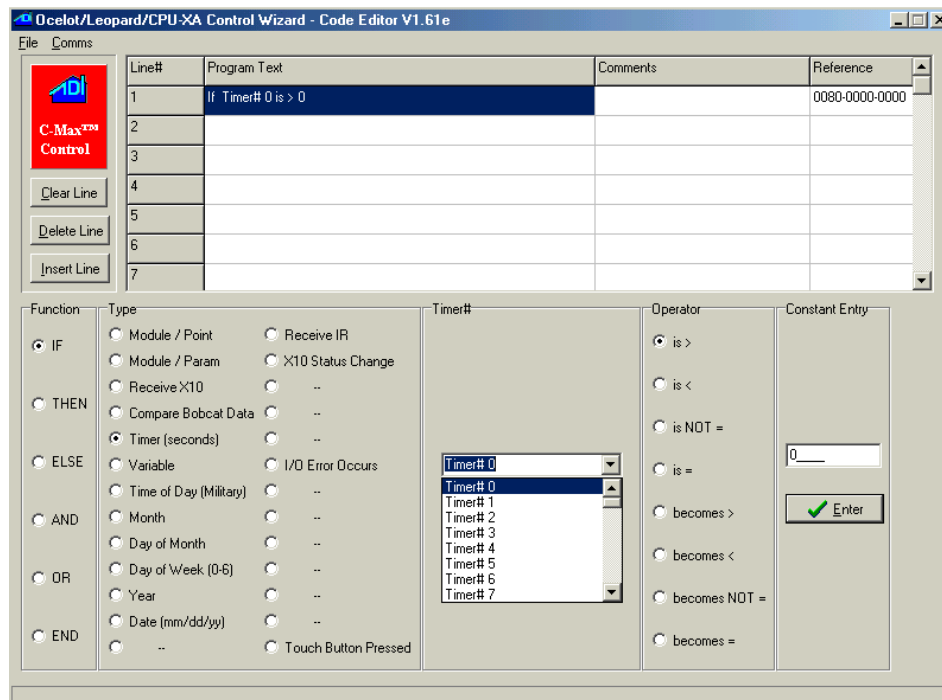 Ocelot/Leopard/CPU-XA Control Wizard - Code Editor V1.61e
File Comms
ADI
C-Max™
Control
Clear Line
Delete Line
Insert Line
Line# Program Text Comments Reference
1 If Timer# 0 is > 0 0080-0000-0000
2
3
4
5
6
7
Function
IF
THEN
ELSE
AND
OR
END
Type
Module / Point
Module / Param
Receive X10
Compare Bobcat Data
Timer (seconds)
Variable
Time of Day (Military)
Month
Day of Month
Day of Week (0-6)
Year
Date (mm/dd/yy)
--
Receive IR
X10 Status Change
--
--
--
I/O Error Occurs
--
--
--
--
--
--
Touch Button Pressed
Timer#
Timer# 0
Timer# 0
Timer# 1
Timer# 2
Timer# 3
Timer# 4
Timer# 5
Timer# 6
Timer# 7
Operator
is >
is <
is NOT =
is =
becomes >
becomes <
becomes NOT =
becomes =
Constant Entry
0____
Enter